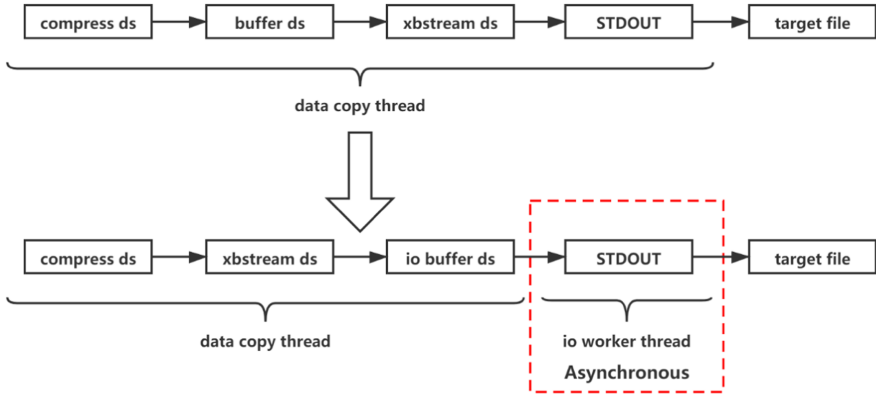 compress ds
buffer ds
xbstream ds
STDOUT
target file
data copy thread
compress ds
xbstream ds
io buffer ds
STDOUT
target file
data copy thread
io worker thread
Asynchronous